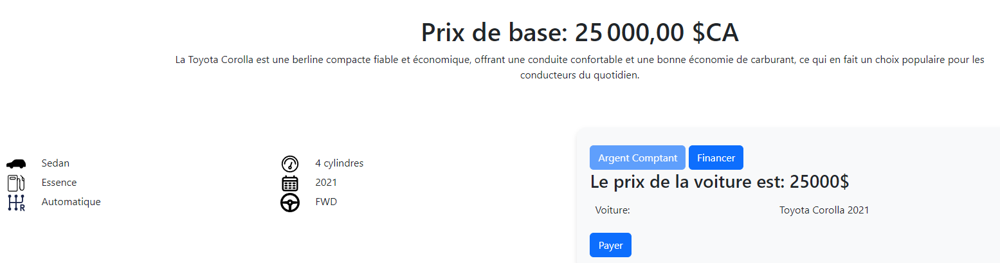 Prix de base: 25 000,00 $CA
La Toyota Corolla est une berline compacte fiable et économique, offrant une conduite confortable et une bonne économie de carburant, ce qui en fait un choix populaire pour les
conducteurs du quotidien.
Sedan
4 cylindres
Essence
2021
R
Automatique
FWD
Argent Comptant
Financer
Le prix de la voiture est: 25000$
Voiture:
Toyota Corolla 2021
Payer